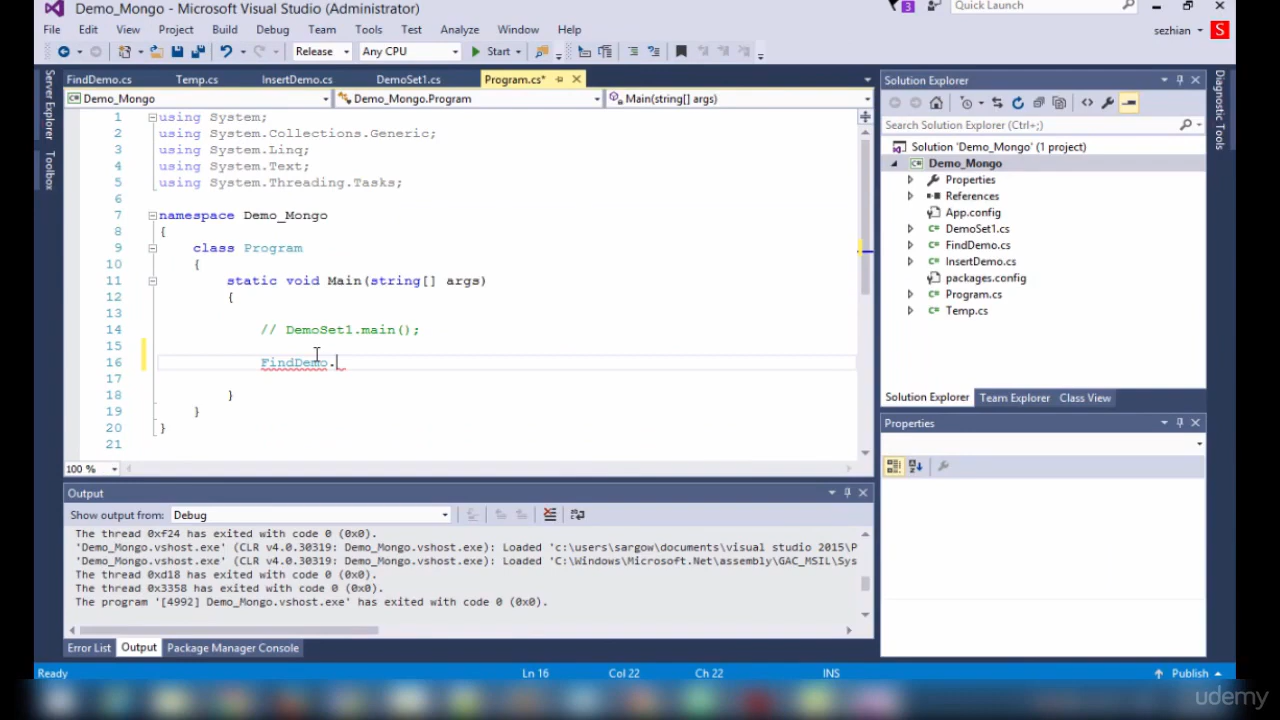 Demo_Mongo - Microsoft Visual Studio (Administrator)
3
Quick Launch (Ctrl+Q)
File Edit View Project Build Debug Team Tools Test Analyze Window Help
sezhian S
Release Any CPU Start
FindDemo.cs Temp.cs InsertDemo.cs DemoSet1.cs Program.cs*
Demo_Mongo Demo_Mongo.Program Main(string[] args)
Server Explorer
Toolbox
1 using System;
2 using System.Collections.Generic;
3 using System.Linq;
4 using System.Text;
5 using System.Threading.Tasks;
6
7 namespace Demo_Mongo
8 {
9 class Program
10 {
11 static void Main(string[] args)
12 {
13
14 // DemoSet1.main();
15
16 FindDemo.
17
18 }
19 }
20 }
21
100 %
Output
Show output from: Debug
The thread 0xf24 has exited with code 0 (0x0).
'Demo_Mongo.vshost.exe' (CLR v4.0.30319: Demo_Mongo.vshost.exe): Loaded 'c:\users\sargow\documents\visual studio 2015\P
'Demo_Mongo.vshost.exe' (CLR v4.0.30319: Demo_Mongo.vshost.exe): Loaded 'C:\Windows\Microsoft.Net\assembly\GAC_MSIL\Sys
The thread 0xd18 has exited with code 0 (0x0).
The thread 0x3358 has exited with code 0 (0x0).
The program '[4992] Demo_Mongo.vshost.exe' has exited with code 0 (0x0).
Error List Output Package Manager Console
Solution Explorer
Search Solution Explorer (Ctrl+;)
Solution 'Demo_Mongo' (1 project)
Demo_Mongo
Properties
References
App.config
DemoSet1.cs
FindDemo.cs
InsertDemo.cs
packages.config
Program.cs
Temp.cs
Solution Explorer Team Explorer Class View
Properties
Diagnostic Tools
Ready Ln 16 Col 22 Ch 22 INS Publish
udemy